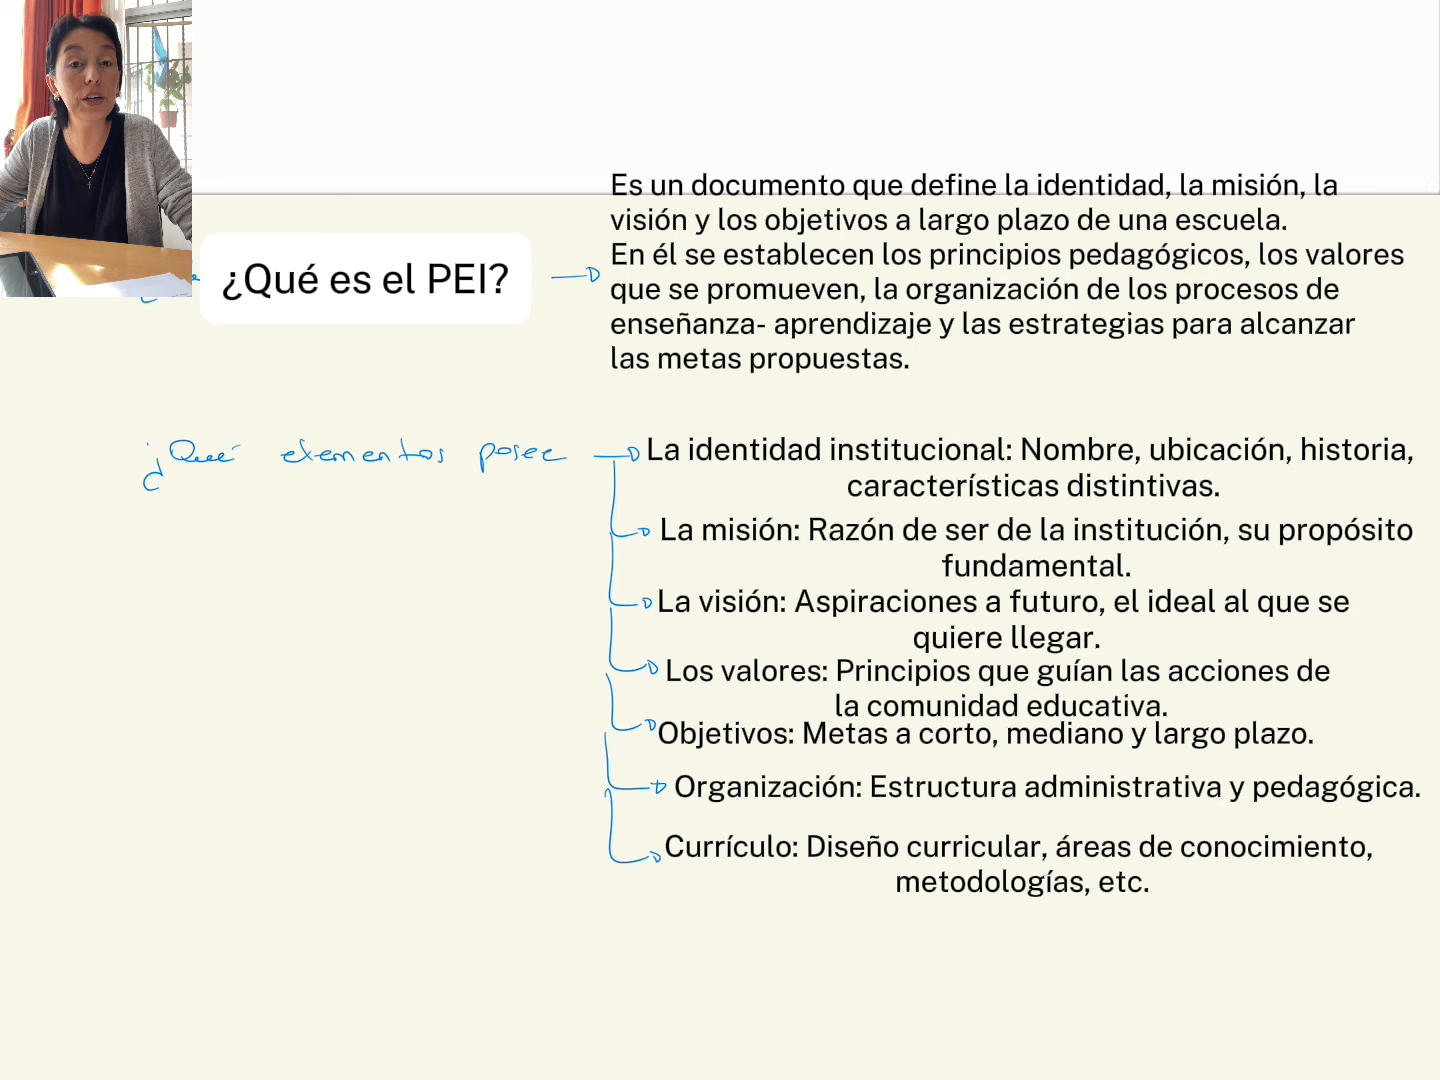 ¿Qué es el PEI?
Es un documento que define la identidad, la misión, la
visión y los objetivos a largo plazo de una escuela.
En él se establecen los principios pedagógicos, los valores
que se promueven, la organización de los procesos de
enseñanza- aprendizaje y las estrategias para alcanzar
las metas propuestas.
¿Qué elementos posee
La identidad institucional: Nombre, ubicación, historia,
características distintivas.
La misión: Razón de ser de la institución, su propósito
fundamental.
La visión: Aspiraciones a futuro, el ideal al que se
quiere llegar.
Los valores: Principios que guían las acciones de
la comunidad educativa.
Objetivos: Metas a corto, mediano y largo plazo.
Organización: Estructura administrativa y pedagógica.
Currículo: Diseño curricular, áreas de conocimiento,
metodologías, etc.